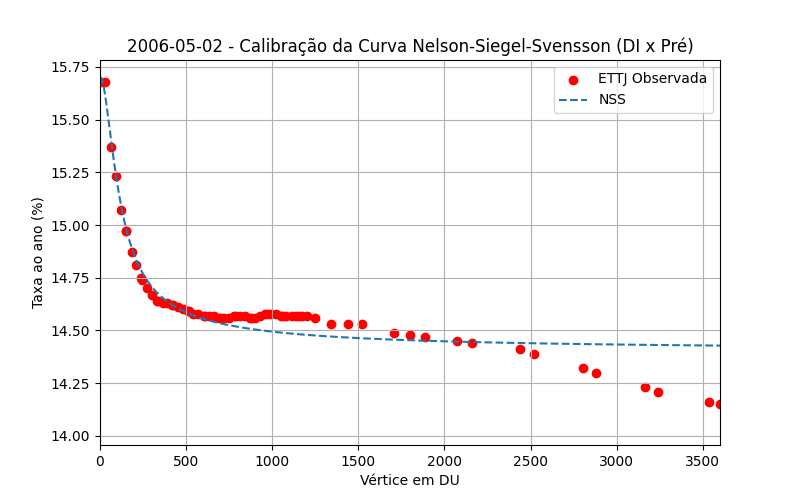 2006-05-02 - Calibração da Curva Nelson-Siegel-Svensson (DI x Pré)
ETTJ Observada
NSS
Taxa ao ano (%)
15.75
15.50
15.25
15.00
14.75
14.50
14.25
14.00
0 500 1000 1500 2000 2500 3000 3500
Vértice em DU